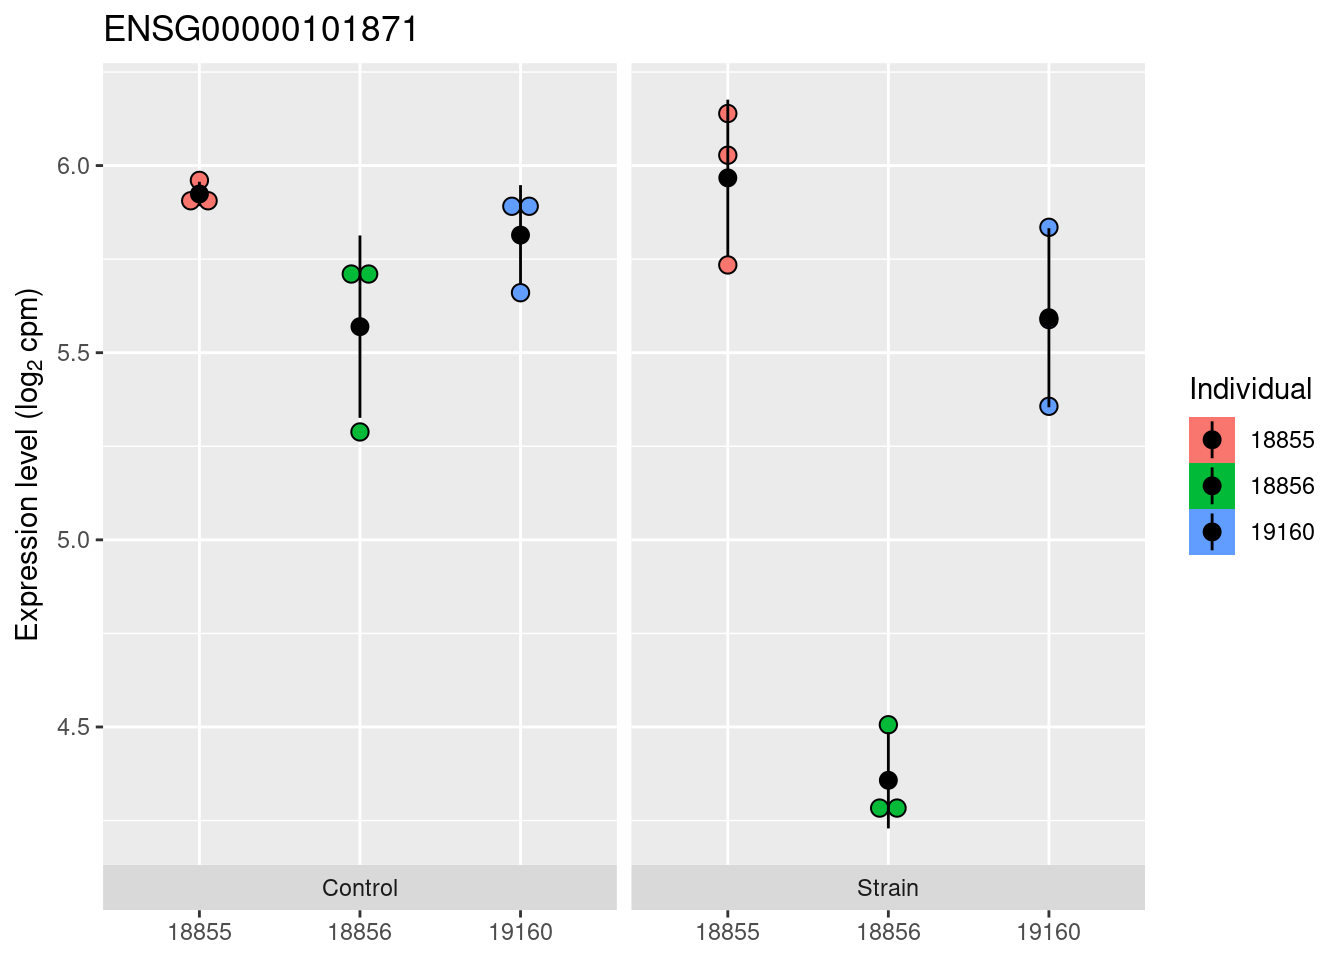 ENSG00000101871
Expression level (log₂ cpm)
6.0
5.5
5.0
4.5
Control
Strain
18855
18856
19160
18855
18856
19160
Individual
18855
18856
19160